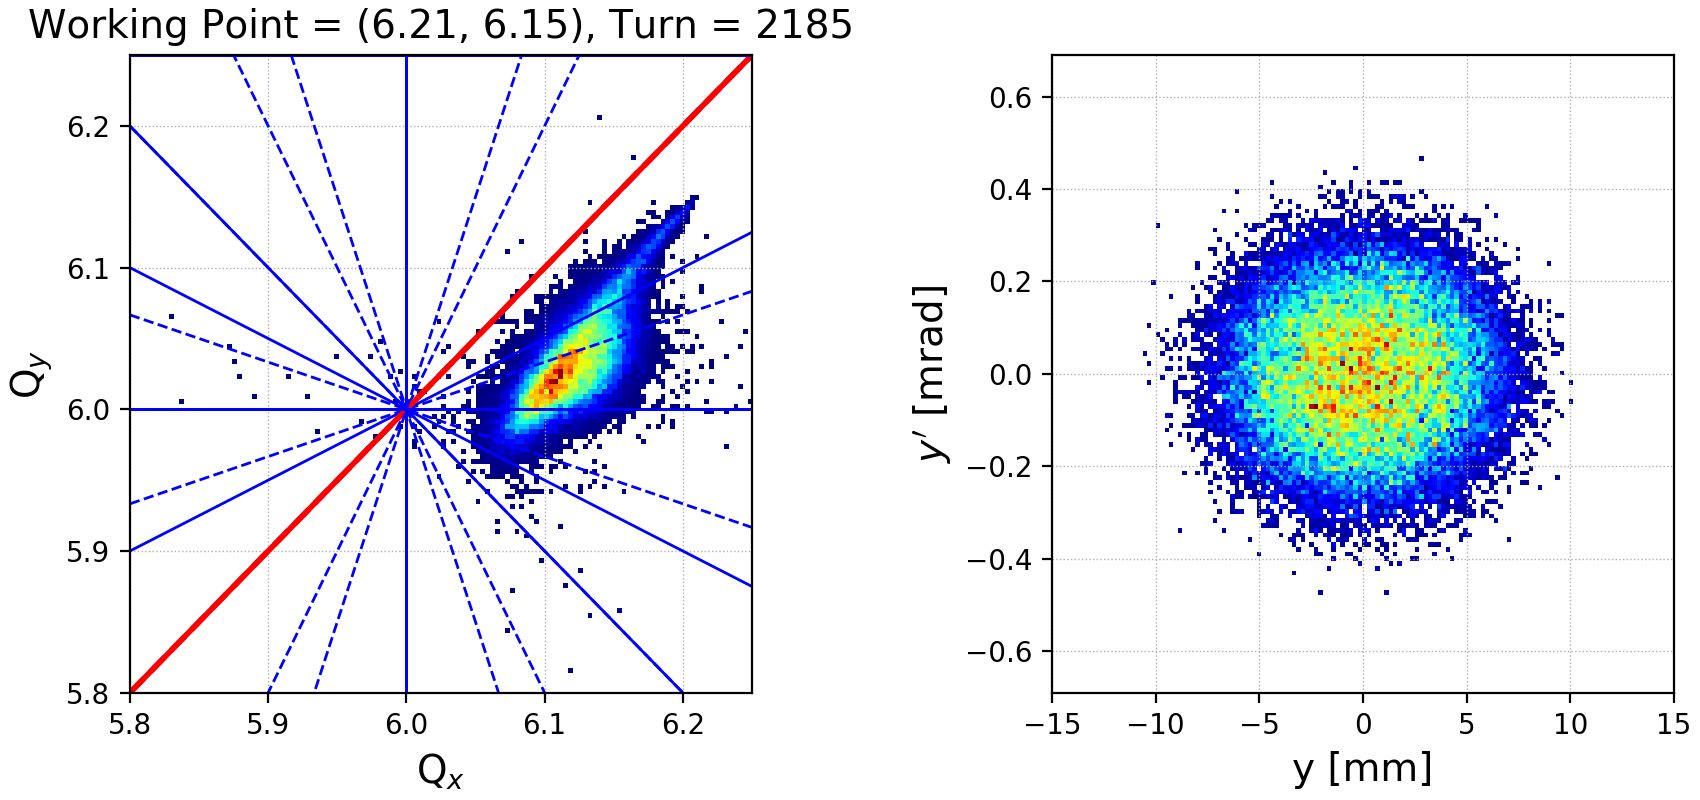 Working Point = (6.21, 6.15), Turn = 2185
6.2
6.1
6.0
5.9
5.8
Q_y
5.8 5.9 6.0 6.1 6.2
Q_x
0.6
0.4
0.2
0.0
−0.2
−0.4
−0.6
y′ [mrad]
−15 −10 −5 0 5 10 15
y [mm]